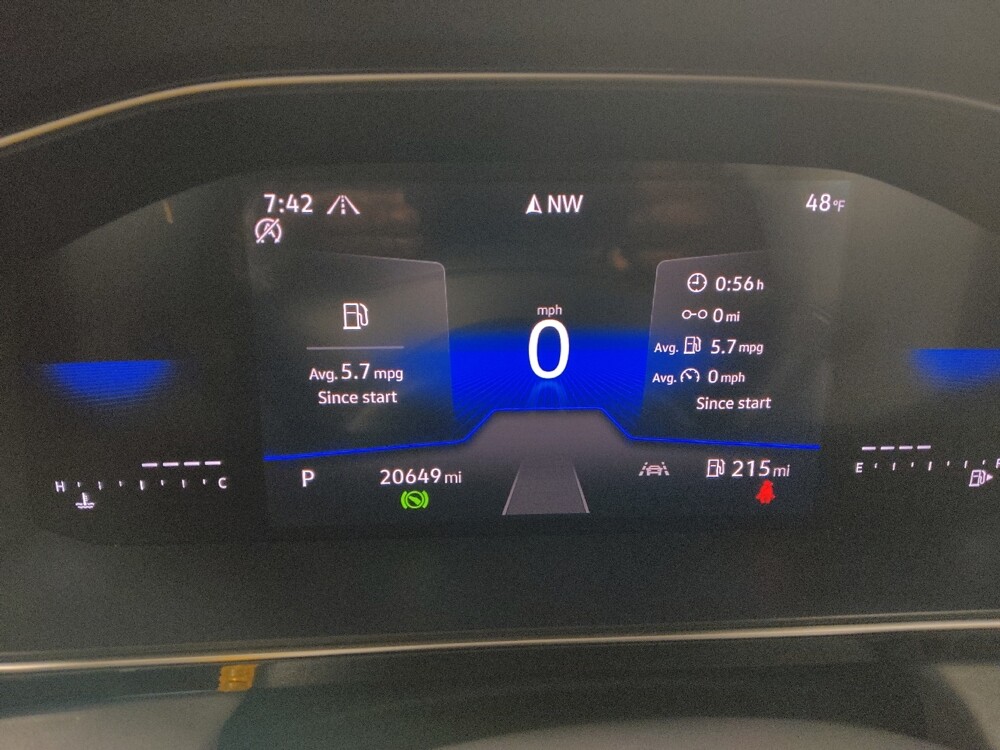 7:42
NW
48°F
mph
0
Avg. 5.7 mpg
Since start
0:56 h
0 mi
Avg. 5.7 mpg
Avg. 0 mph
Since start
P
20649 mi
215 mi
H C
E F